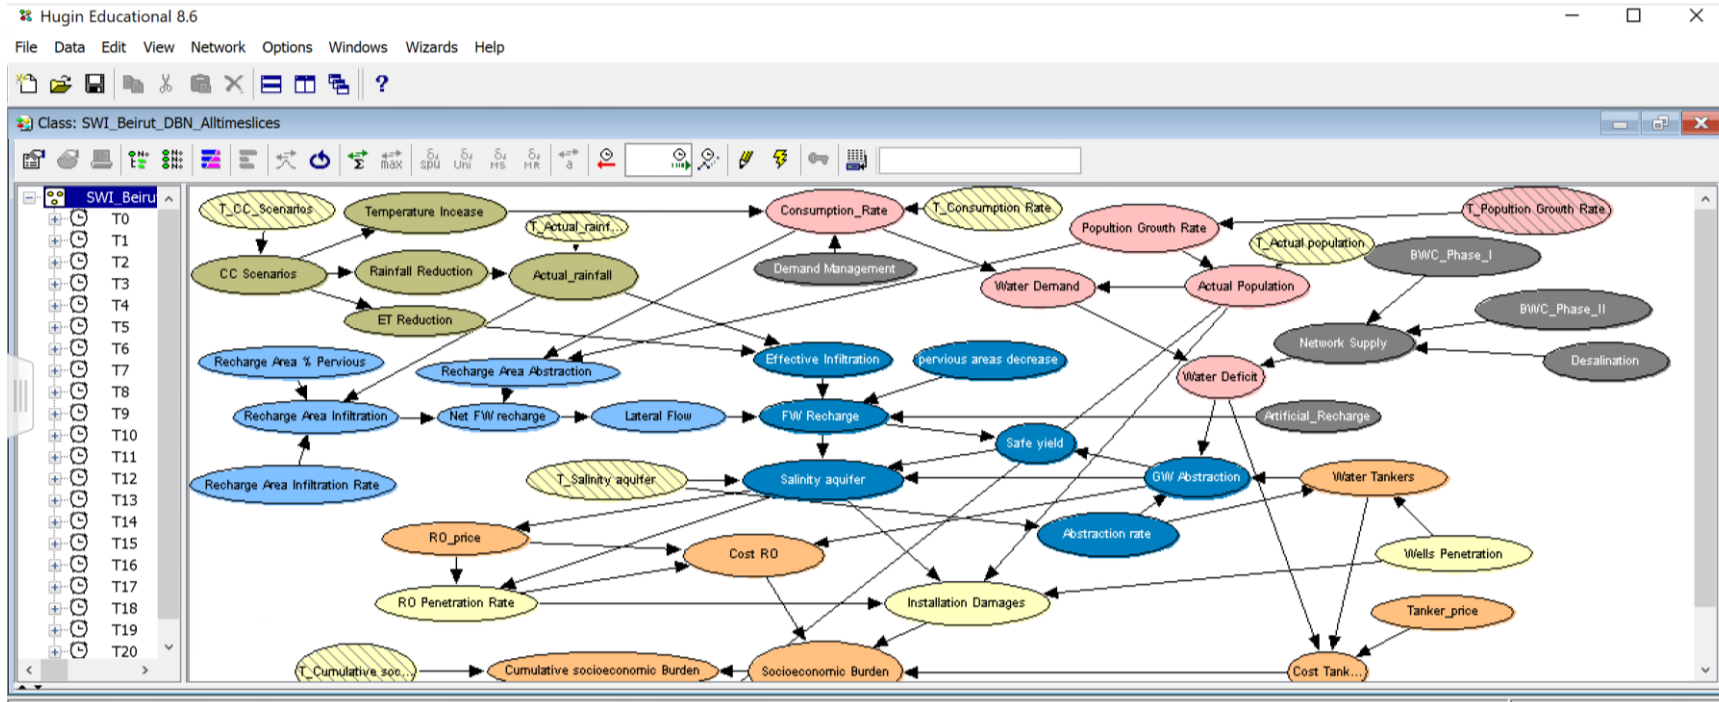 Hugin Educational 8.6
File Data Edit View Network Options Windows Wizards Help
Class: SWI_Beirut_DBN_Alltimeslices
SWI_Beiru
T0
T1
T2
T3
T4
T5
T6
T7
T8
T9
T10
T11
T12
T13
T14
T15
T16
T17
T18
T19
T20
T_CC_Scenarios
Temperature Incease
Consumption_Rate
T_Consumption Rate
T_Popultion Growth Rate
T_Actual_rainf...
Popultion Growth Rate
T_Actual population
CC Scenarios
Rainfall Reduction
Actual_rainfall
Demand Management
BWC_Phase_I
Water Demand
Actual Population
ET Reduction
BWC_Phase_II
Network Supply
Recharge Area % Pervious
Recharge Area Abstraction
Effective Infiltration
pervious areas decrease
Desalination
Water Deficit
Recharge Area Infiltration
Net FW recharge
Lateral Flow
FW Recharge
Artificial_Recharge
Safe yield
Recharge Area Infiltration Rate
T_Salinity aquifer
Salinity aquifer
GW Abstraction
Water Tankers
RO_price
Cost RO
Abstraction rate
Wells Penetration
RO Penetration Rate
Installation Damages
Tanker_price
T_Cumulative soc...
Cumulative socioeconomic Burden
Socioeconomic Burden
Cost Tank...